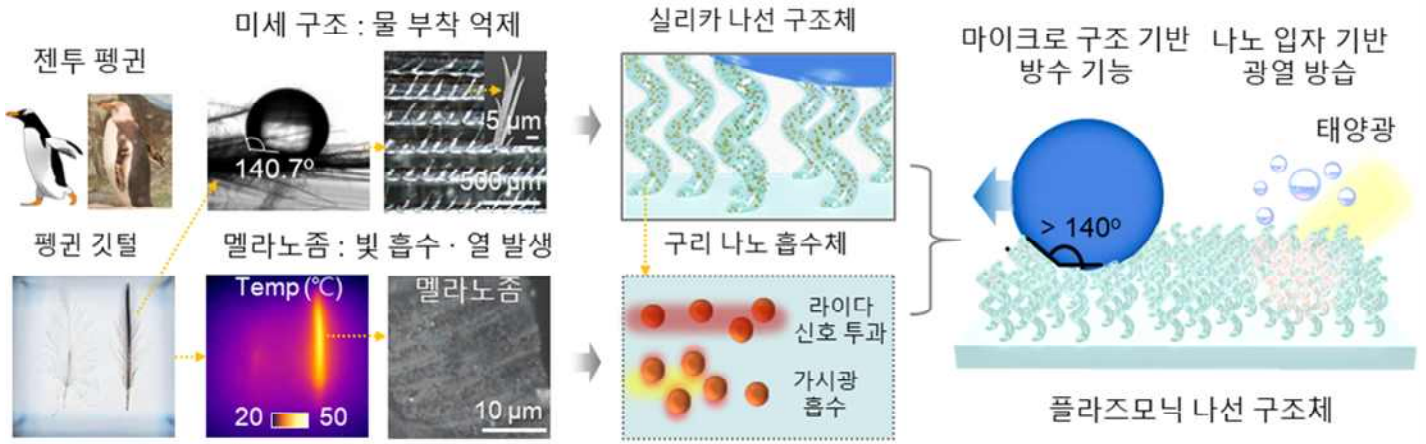 미세 구조 : 물 부착 억제
젠투 펭귄
140.7º
5 μm
500 μm
펭귄 깃털
멜라노좀 : 빛 흡수 · 열 발생
Temp (℃)
20
50
멜라노좀
10 μm
실리카 나선 구조체
구리 나노 흡수체
라이다
신호 투과
가시광
흡수
마이크로 구조 기반
방수 기능
나노 입자 기반
광열 방습
태양광
> 140º
플라즈모닉 나선 구조체